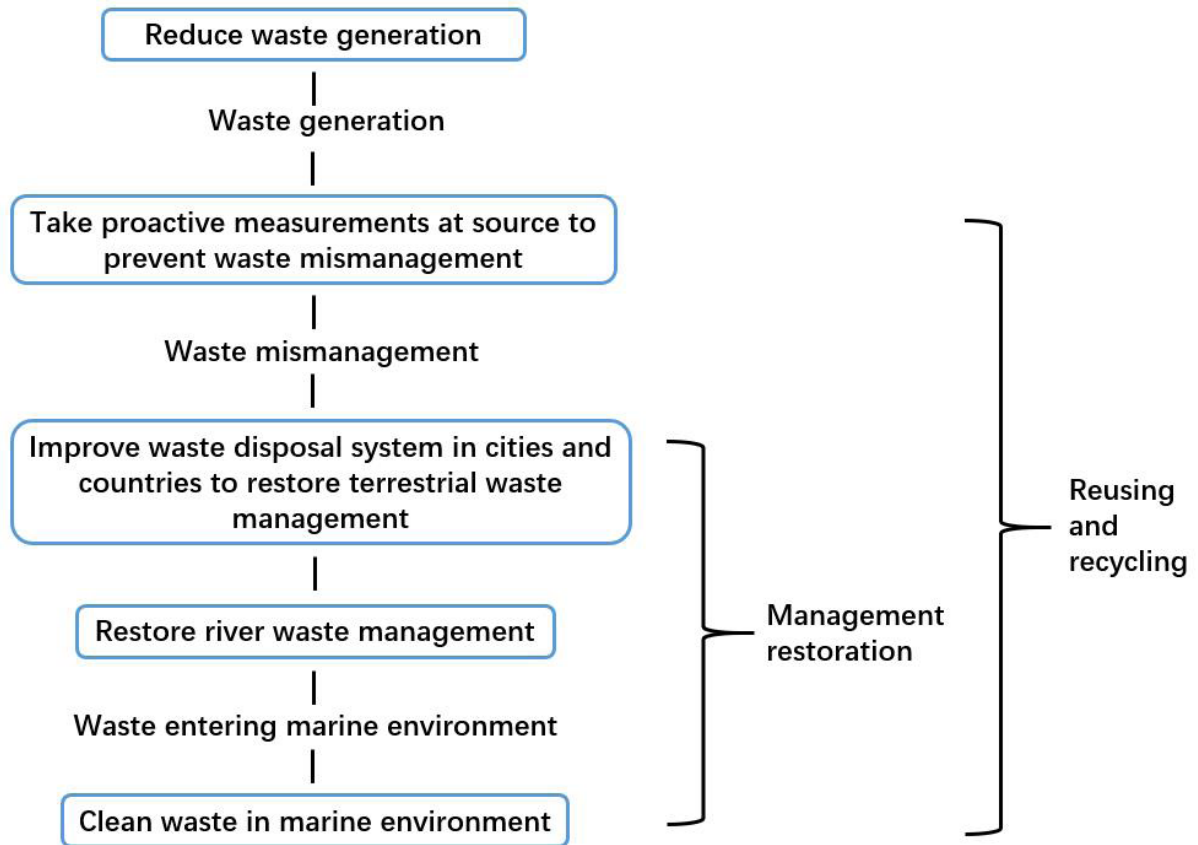 Reduce waste generation
Waste generation
Take proactive measurements at source to
prevent waste mismanagement
Waste mismanagement
Improve waste disposal system in cities and
countries to restore terrestrial waste
management
Restore river waste management
Waste entering marine environment
Clean waste in marine environment
Management
restoration
Reusing
and
recycling